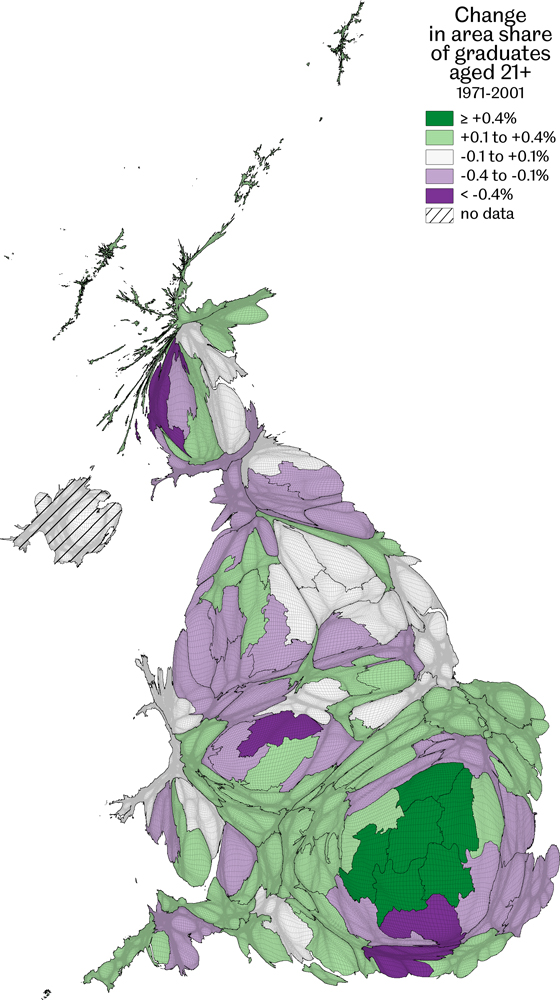 Change
in area share
of graduates
aged 21+
1971-2001
≥ +0.4%
+0.1 to +0.4%
-0.1 to +0.1%
-0.4 to -0.1%
< -0.4%
no data